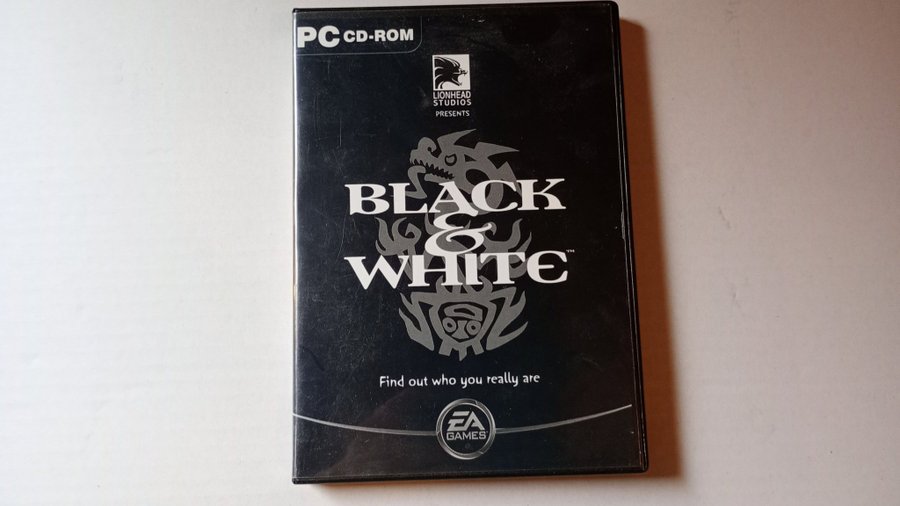 PC CD-ROM
LIONHEAD
STUDIOS
PRESENTS
BLACK
&
WHITE™
Find out who you really are
EA
GAMES